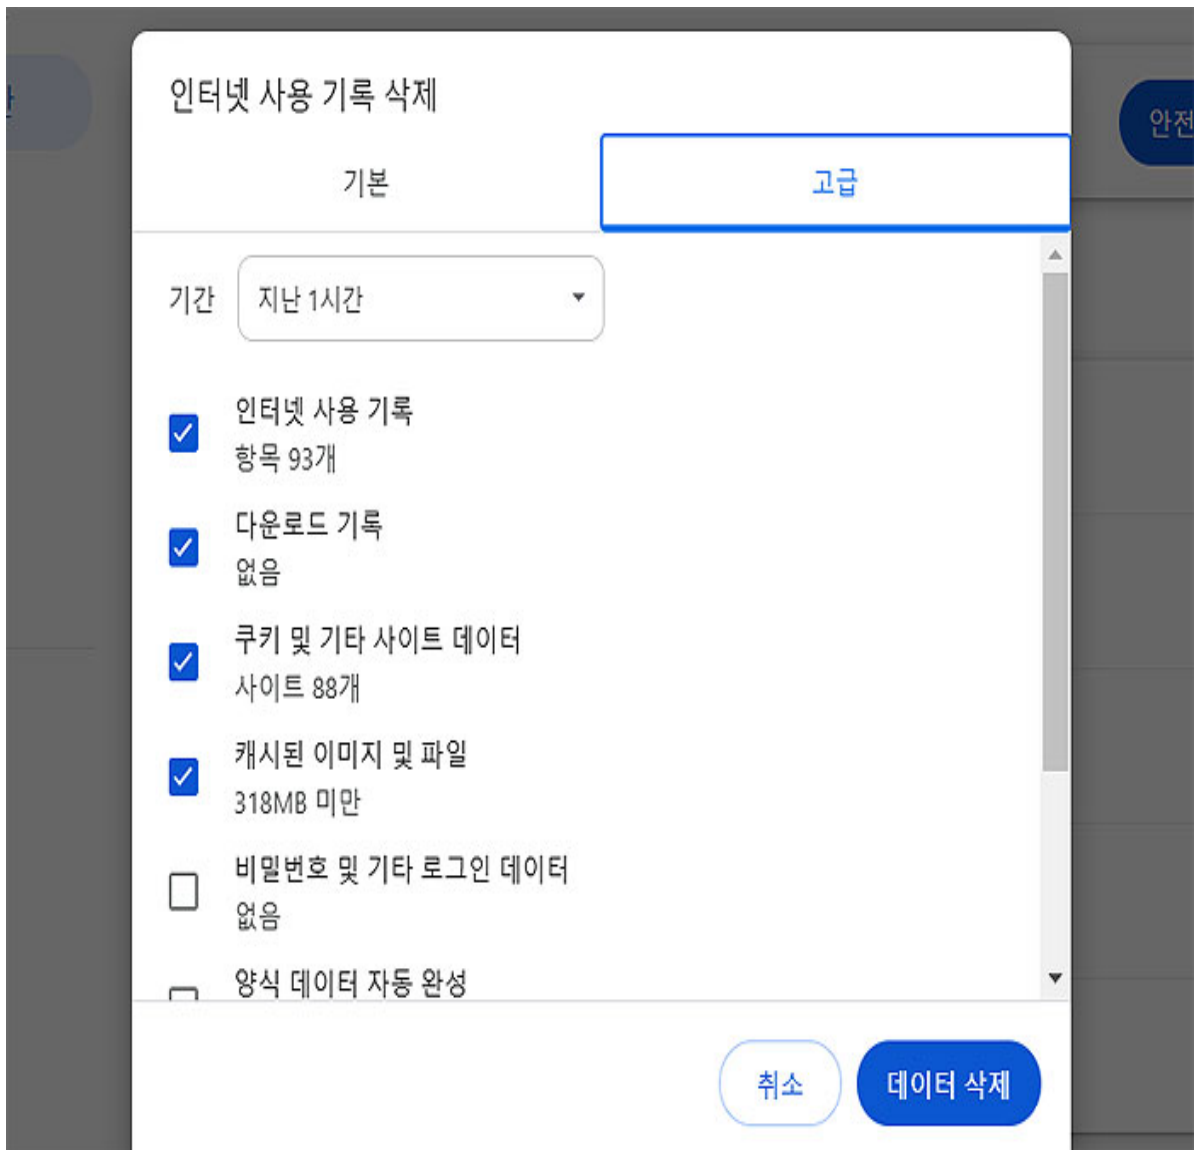 인터넷 사용 기록 삭제
안전
기본
고급
기간
지난 1시간
인터넷 사용 기록
항목 93개
다운로드 기록
없음
쿠키 및 기타 사이트 데이터
사이트 88개
캐시된 이미지 및 파일
318MB 미만
비밀번호 및 기타 로그인 데이터
없음
양식 데이터 자동 완성
취소
데이터 삭제